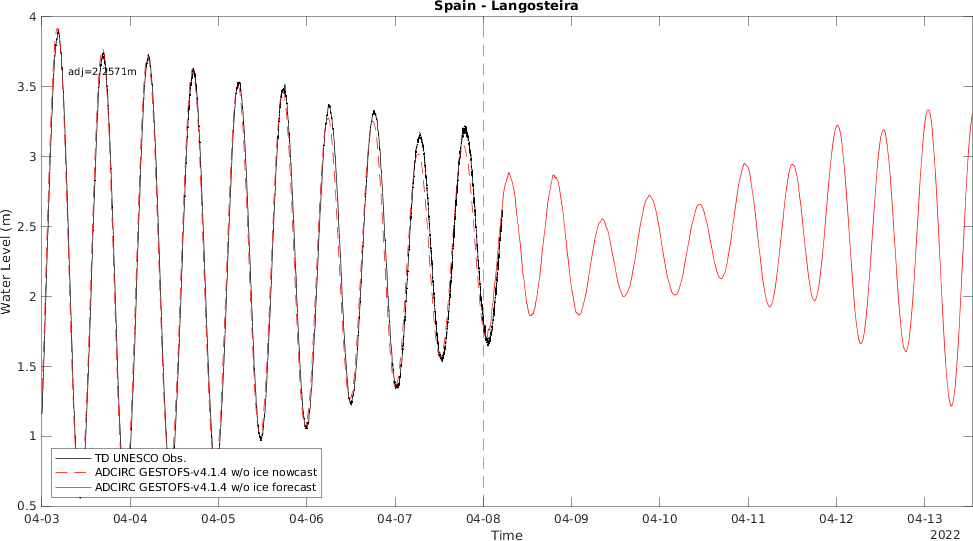 Spain - Langosteira
4
adj=2.2571m
3.5
3
2.5
Water Level (m)
2
1.5
1
TD UNESCO Obs.
ADCIRC GESTOFS-v4.1.4 w/o ice nowcast
ADCIRC GESTOFS-v4.1.4 w/o ice forecast
0.5
04-03 04-04 04-05 04-06 04-07 04-08 04-09 04-10 04-11 04-12 04-13
Time
2022